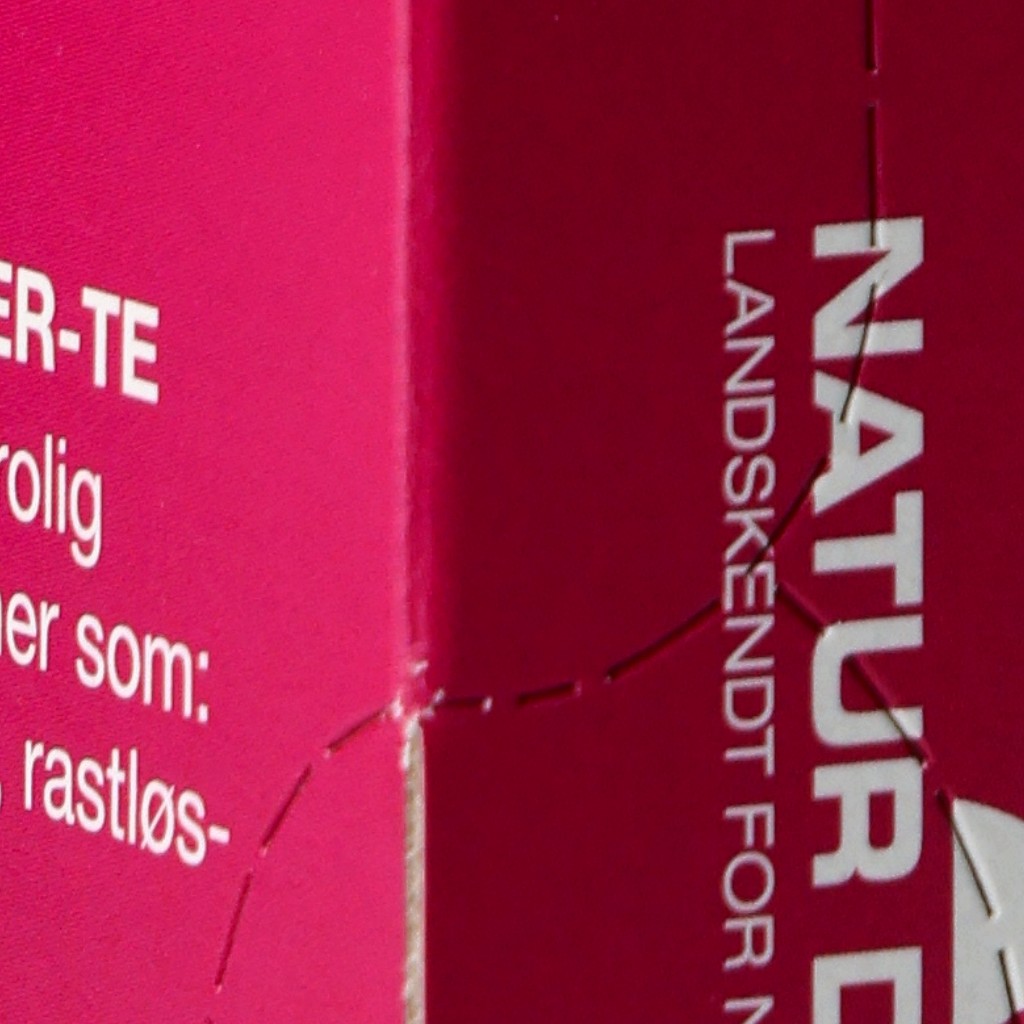 ER-TE
rolig
er som:
rastløs-
NATUR
LANDSKENDT FOR